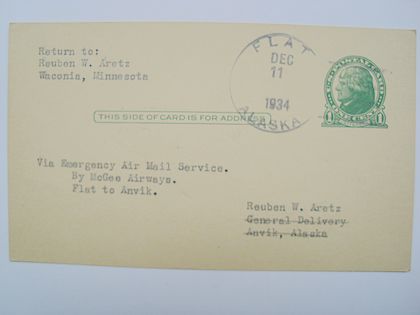 Return to:
Reuben W. Aretz
Waconia, Minnesota
FLAT
DEC
11
1934
ALASKA
THIS SIDE OF CARD IS FOR ADDRESS
Via Emergency Air Mail Service.
By McGee Airways.
Flat to Anvik.
Reuben W. Aretz
General Delivery
Anvik, Alaska